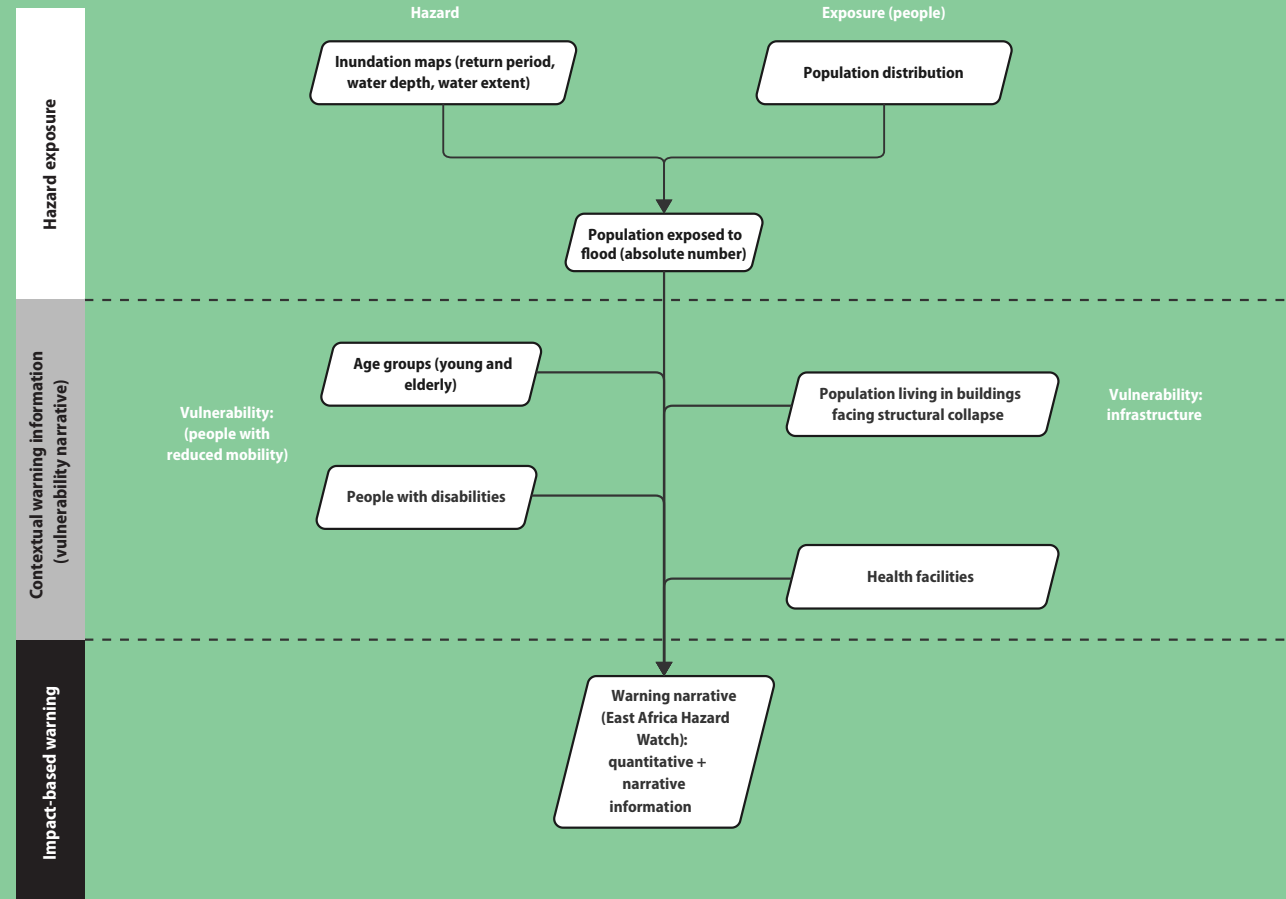 Hazard
Exposure (people)
Hazard exposure
Inundation maps (return period,
water depth, water extent)
Population distribution
Population exposed to
flood (absolute number)
Contextual warning information
(vulnerability narrative)
Vulnerability:
(people with
reduced mobility)
Age groups (young and
elderly)
People with disabilities
Population living in buildings
facing structural collapse
Vulnerability:
infrastructure
Health facilities
Impact-based warning
Warning narrative
(East Africa Hazard
Watch):
quantitative +
narrative
information